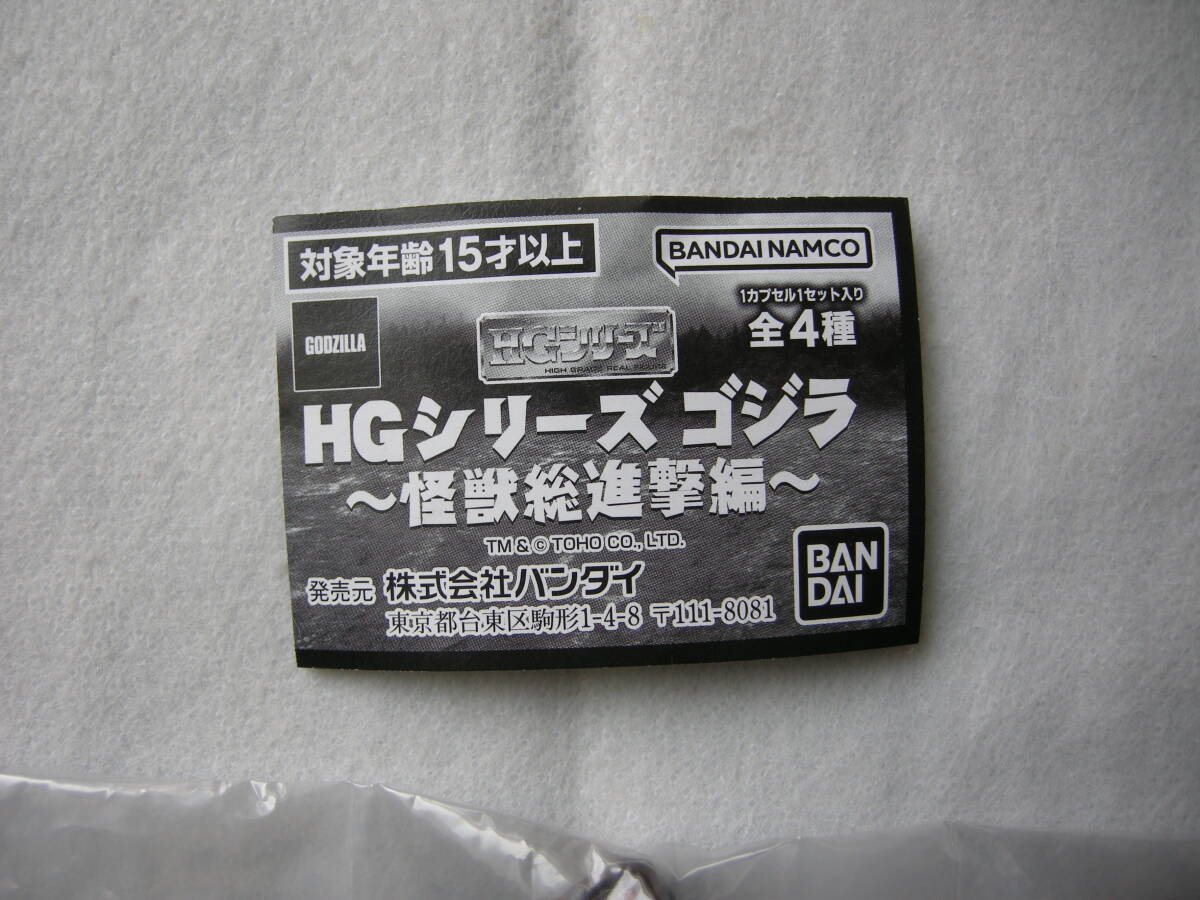 対象年齢15才以上
BANDAI NAMCO
1カプセル1セット入り
全4種
GODZILLA
HGシリーズ
HIGH GRADE REAL FIGURE
HGシリーズ ゴジラ
～怪獣総進撃編～
TM & © TOHO CO., LTD.
発売元 株式会社バンダイ
東京都台東区駒形1-4-8 〒111-8081
BAN
DAI